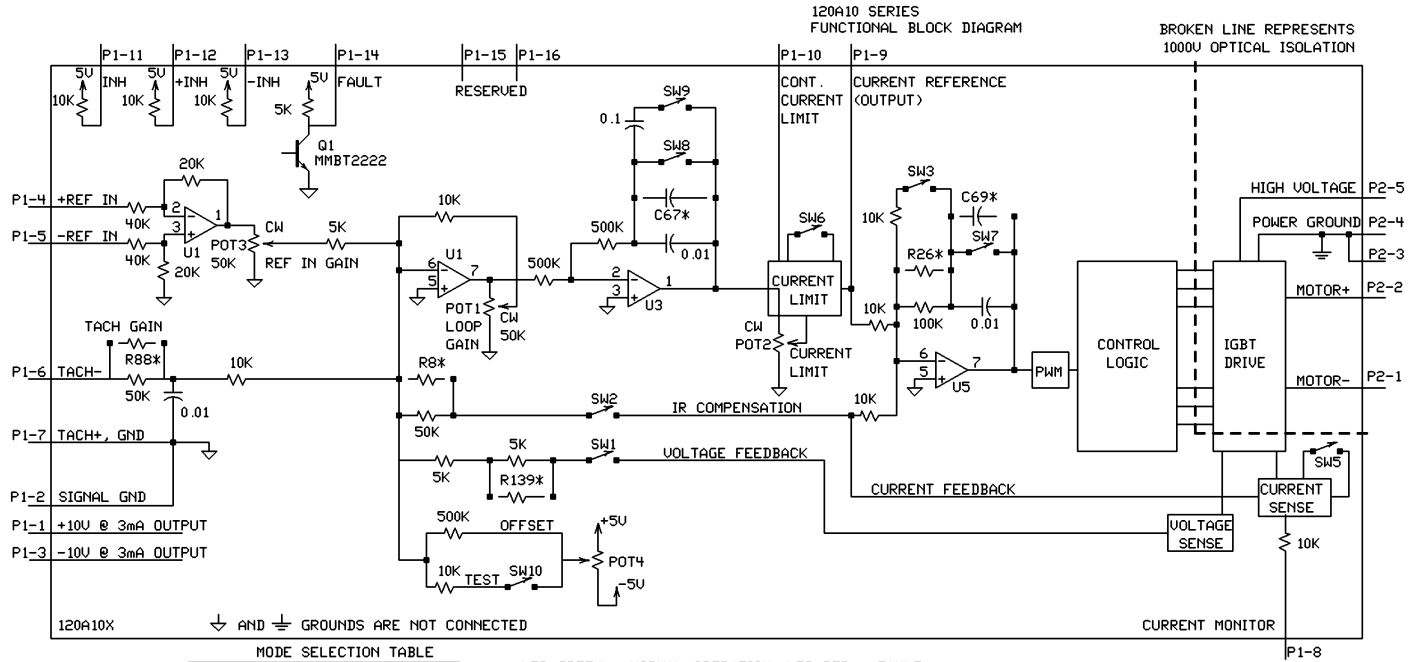 120A10 SERIES
FUNCTIONAL BLOCK DIAGRAM
BROKEN LINE REPRESENTS
1000V OPTICAL ISOLATION
P1-11
P1-12
P1-13
P1-14
P1-15
P1-16
P1-10
P1-9
5V
INH
5V
+INH
5V
-INH
5V
FAULT
RESERVED
CONT.
CURRENT
LIMIT
CURRENT REFERENCE
(OUTPUT)
10K
10K
10K
5K
Q1
MMBT2222
SW9
0.1
SW8
C67*
500K
0.01
SW6
SW3
C69*
10K
SW7
R26*
100K
0.01
HIGH VOLTAGE
P2-5
POWER GROUND
P2-4
P2-3
P2-2
MOTOR+
MOTOR-
P2-1
20K
P1-4
+REF IN
40K
2
3
1
U1
P1-5
-REF IN
40K
20K
CW
POT3
50K
REF IN GAIN
5K
10K
U1
6
5
7
POT1
LOOP
GAIN
CW
50K
500K
2
3
1
U3
CURRENT
LIMIT
CW
POT2
CURRENT
LIMIT
10K
6
5
7
U5
PWM
CONTROL
LOGIC
IGBT
DRIVE
TACH GAIN
R88*
P1-6
TACH-
50K
10K
0.01
P1-7
TACH+, GND
P1-2
SIGNAL GND
P1-1
+10V @ 3mA OUTPUT
P1-3
-10V @ 3mA OUTPUT
R8*
50K
SW2
IR COMPENSATION
10K
5K
5K
SW1
R139*
VOLTAGE FEEDBACK
CURRENT FEEDBACK
SW5
CURRENT
SENSE
VOLTAGE
SENSE
10K
500K
OFFSET
+5V
10K
TEST
SW10
POT4
-5V
120A10X
AND
GROUNDS ARE NOT CONNECTED
CURRENT MONITOR
P1-8
MODE SELECTION TABLE